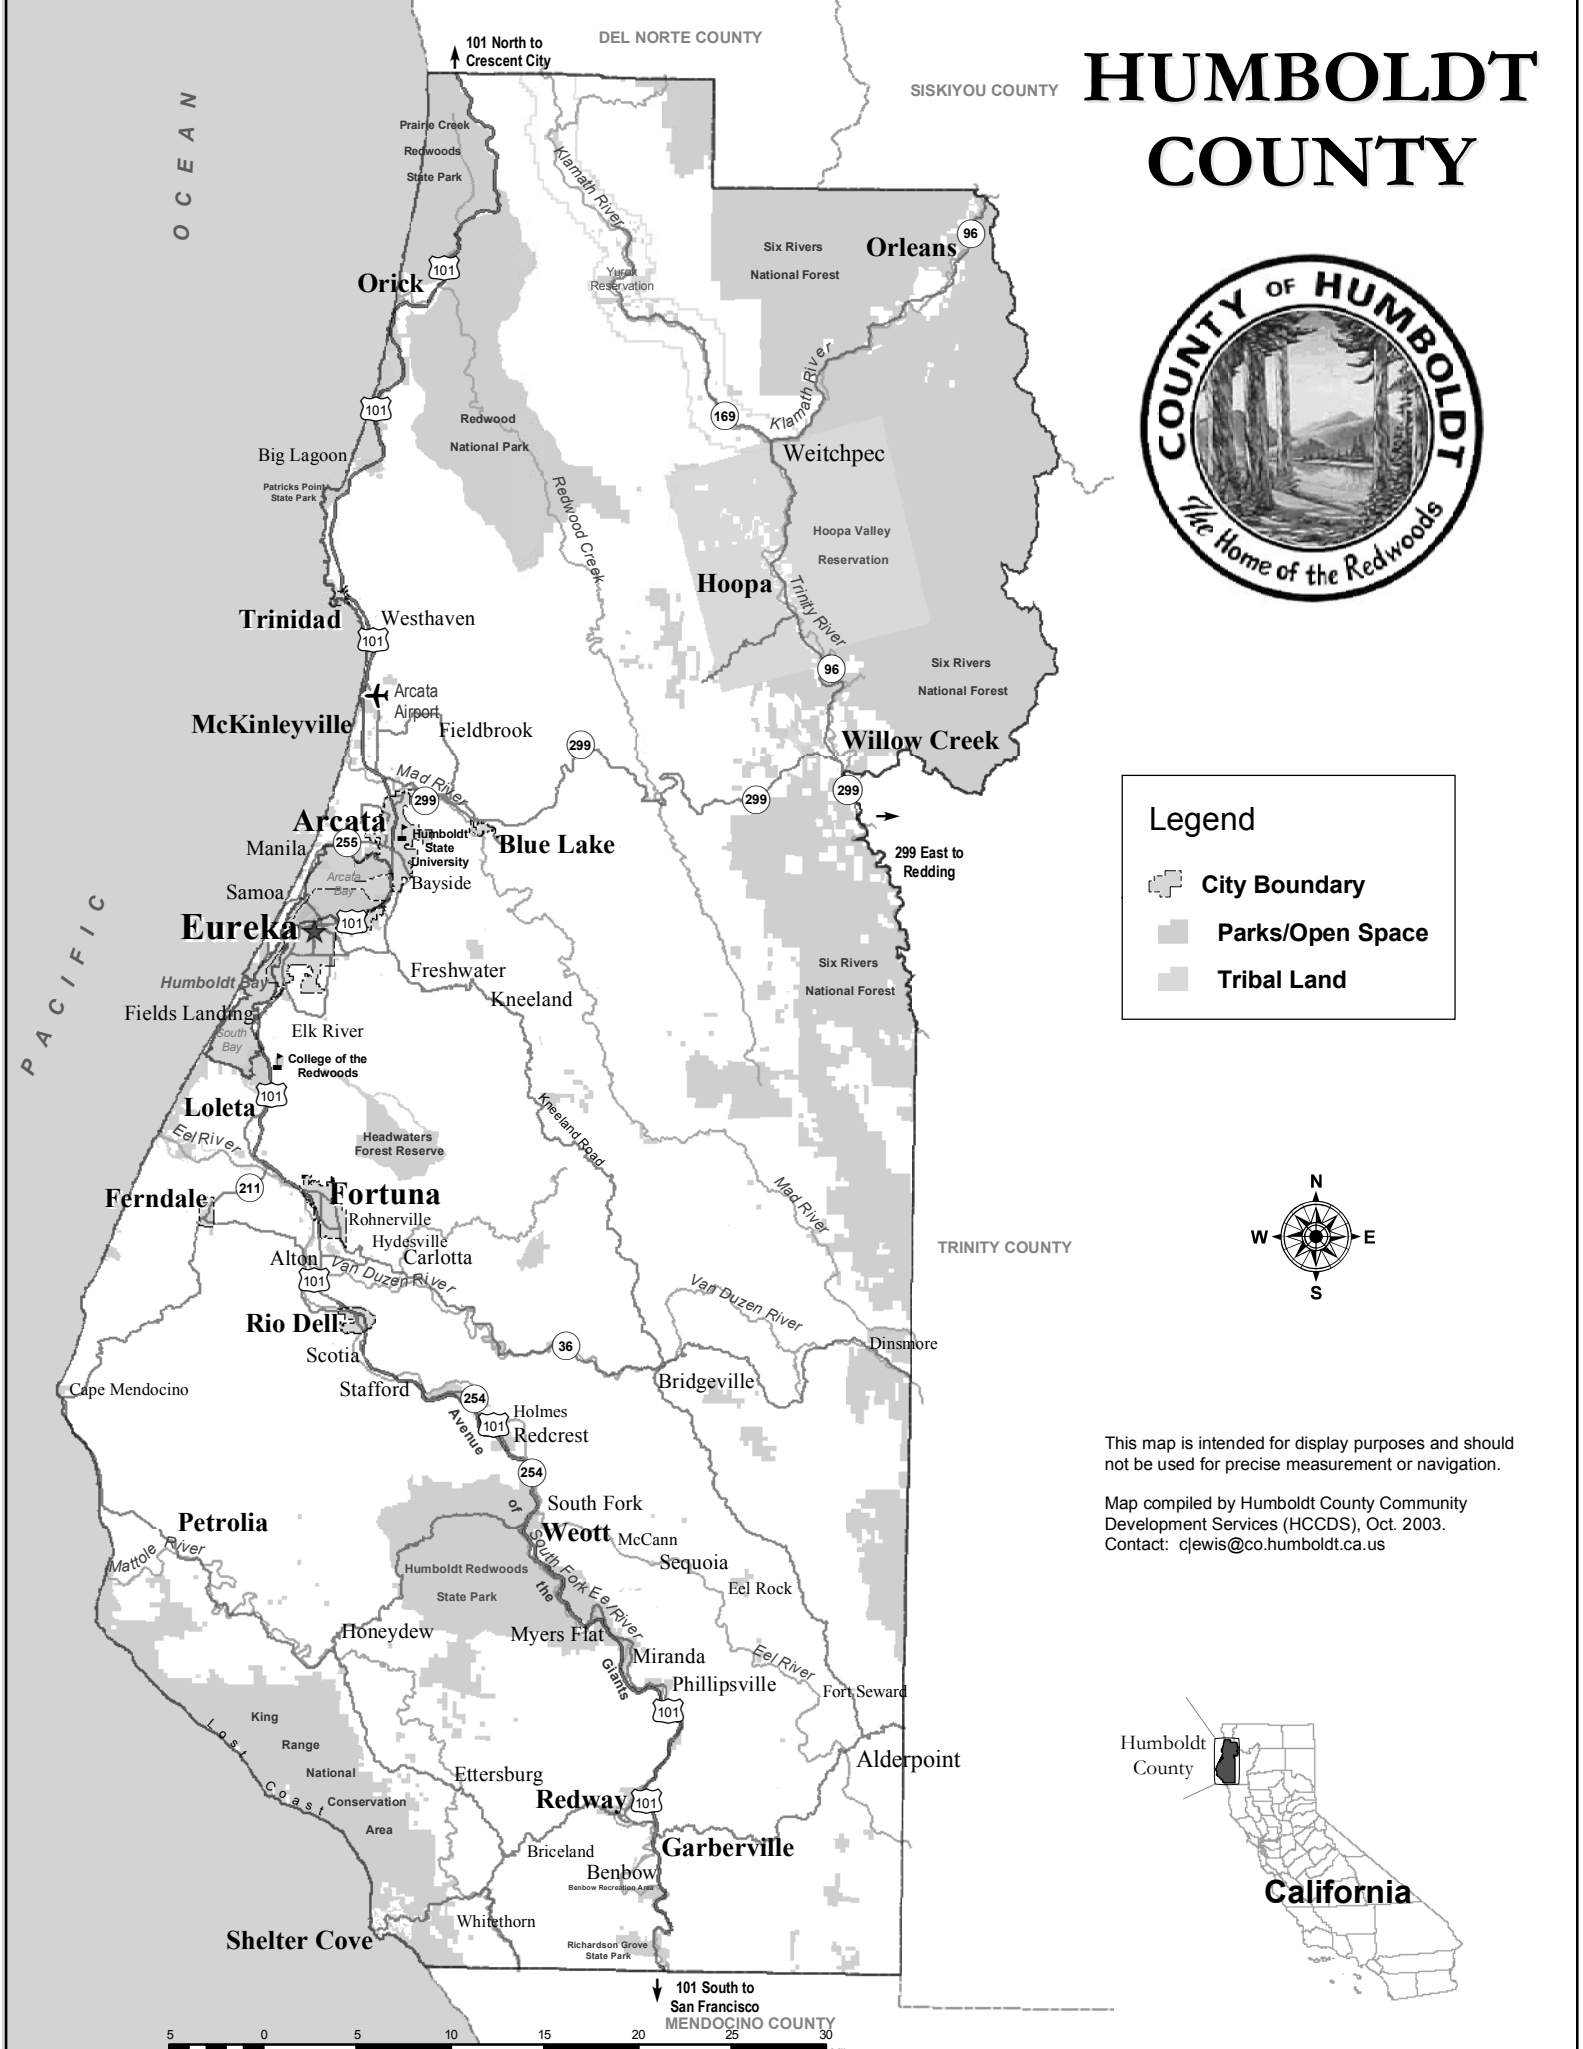 HUMBOLDT
COUNTY
101 North to
Crescent City
DEL NORTE COUNTY
SISKIYOU COUNTY
OCEAN
PACIFIC
Prairie Creek
Redwoods
State Park
Klamath River
Yurok
Reservation
Six Rivers
National Forest
Orleans
96
101
Orick
101
Redwood
National Park
169
Klamath River
Weitchpec
Big Lagoon
Patricks Point
State Park
Redwood Creek
Hoopa Valley
Reservation
Hoopa
Trinity River
Trinidad
Westhaven
101
96
Six Rivers
National Forest
Arcata
Airport
McKinleyville
Fieldbrook
299
Willow Creek
Mad River
299
299
299
299 East to
Redding
Arcata
255
Humboldt
State
University
Blue Lake
Manila
Arcata
Bay
Bayside
Samoa
Eureka
101
Freshwater
Kneeland
Six Rivers
National Forest
Humboldt Bay
Fields Landing
South
Bay
Elk River
College of the
Redwoods
101
Loleta
Eel River
Headwaters
Forest Reserve
Kneeland Road
Mad River
211
Ferndale
Fortuna
Rohnerville
Hydesville
Carlotta
Alton
101
Van Duzen River
Van Duzen River
TRINITY COUNTY
Rio Dell
Scotia
36
Dinsmore
Stafford
Bridgeville
Cape Mendocino
254
101
Holmes
Redcrest
Avenue
of
the
Giants
254
South Fork
Weott
McCann
Sequoia
Petrolia
Mattole River
Humboldt Redwoods
State Park
South Fork Eel River
Eel Rock
Honeydew
Myers Flat
Miranda
Eel River
Phillipsville
Fort Seward
101
King
Range
National
Conservation
Area
Lost Coast
Alderpoint
Ettersburg
Redway
101
Garberville
Briceland
Benbow
Benbow Recreation Area
Whitethorn
Richardson Grove
State Park
Shelter Cove
101 South to
San Francisco
MENDOCINO COUNTY
5 0 5 10 15 20 25 30
COUNTY OF HUMBOLDT
The Home of the Redwoods
Legend
City Boundary
Parks/Open Space
Tribal Land
N
W E
S
This map is intended for display purposes and should
not be used for precise measurement or navigation.
Map compiled by Humboldt County Community
Development Services (HCCDS), Oct. 2003.
Contact: clewis@co.humboldt.ca.us
Humboldt
County
California